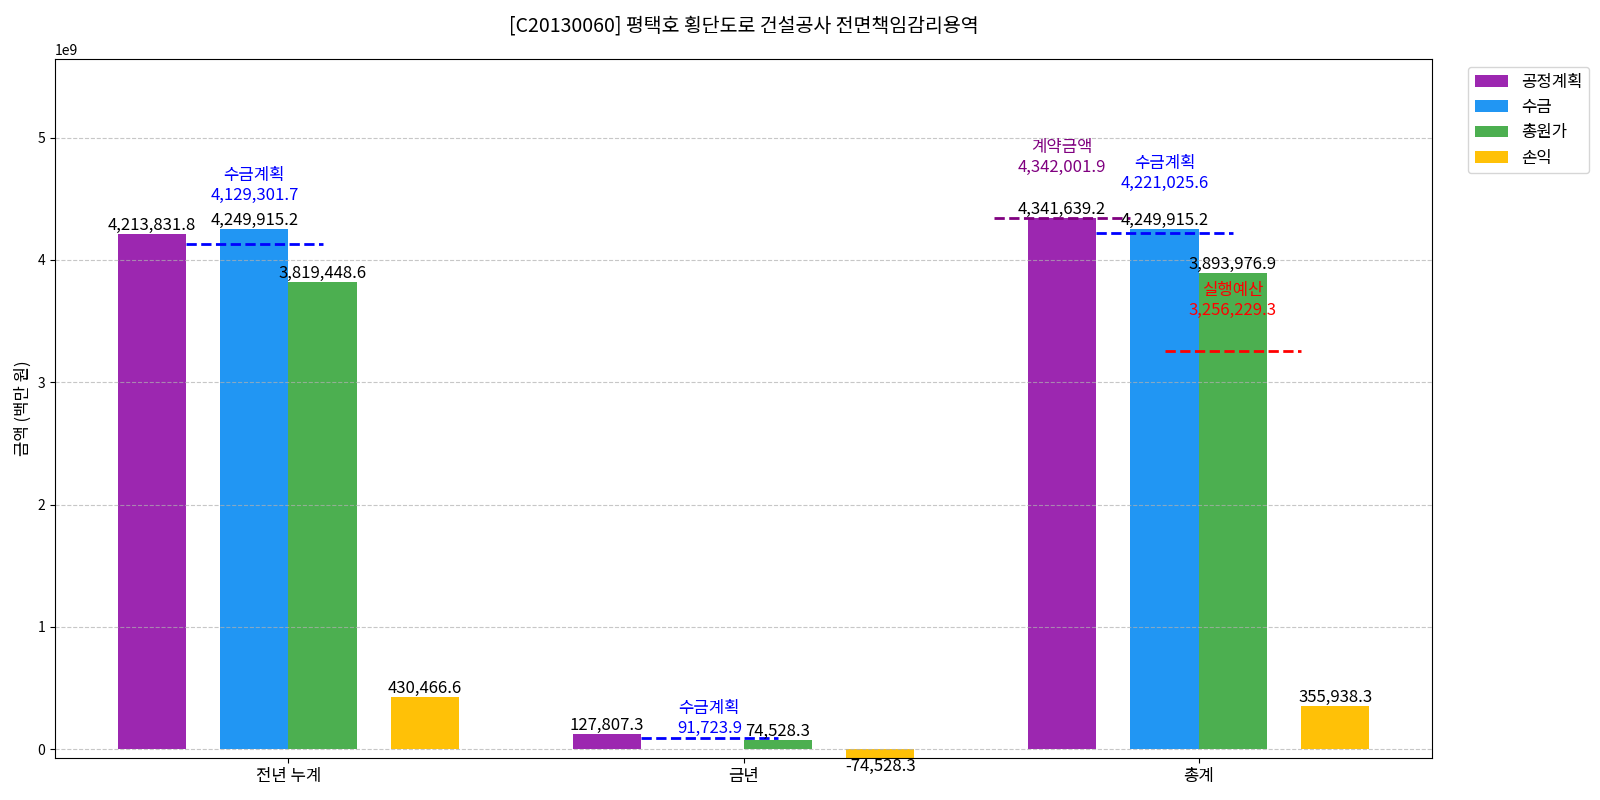 [C20130060] 평택호 횡단도로 건설공사 전면책임감리용역
1e9
금액 (백만 원)
5
4
3
2
1
0
수금계획
4,129,301.7
4,213,831.8
4,249,915.2
3,819,448.6
430,466.6
127,807.3
수금계획
91,723.9
74,528.3
-74,528.3
계약금액
4,342,001.9
수금계획
4,221,025.6
4,341,639.2
4,249,915.2
3,893,976.9
실행예산
3,256,229.3
355,938.3
전년 누계
금년
총계
공정계획
수금
총원가
손익